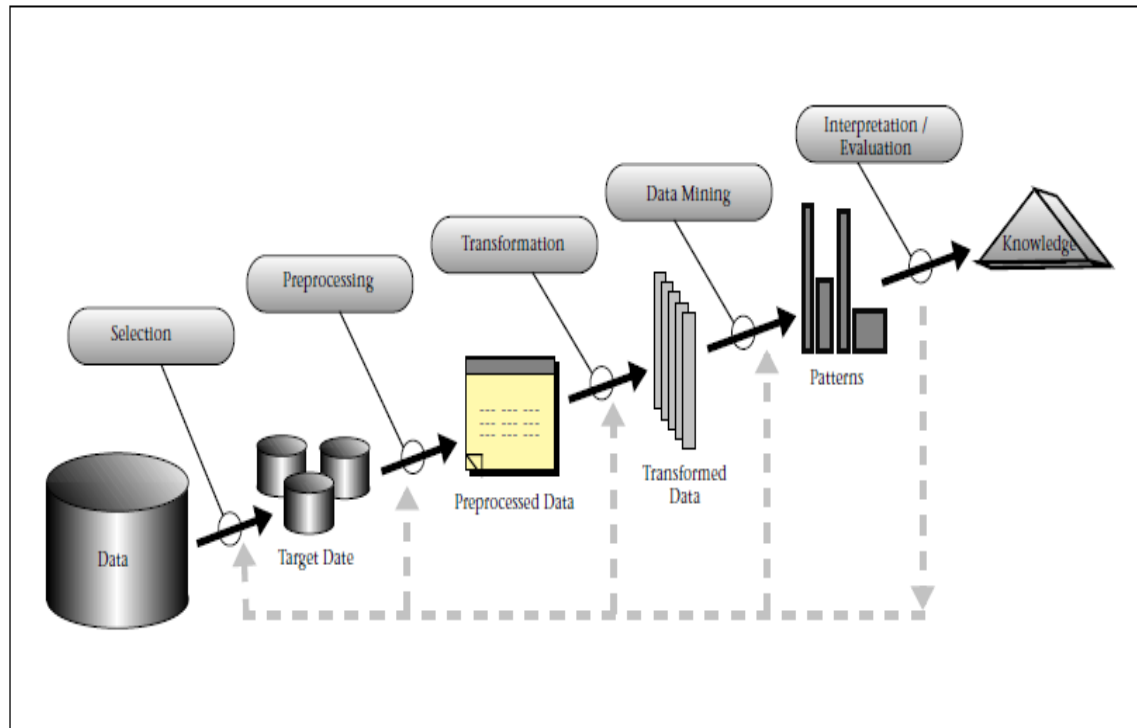 Interpretation /
Evaluation
Data Mining
Transformation
Preprocessing
Selection
Knowledge
Patterns
Transformed
Data
Preprocessed Data
Target Date
Data
--- -- ---
--- -- ---
--- -- ---